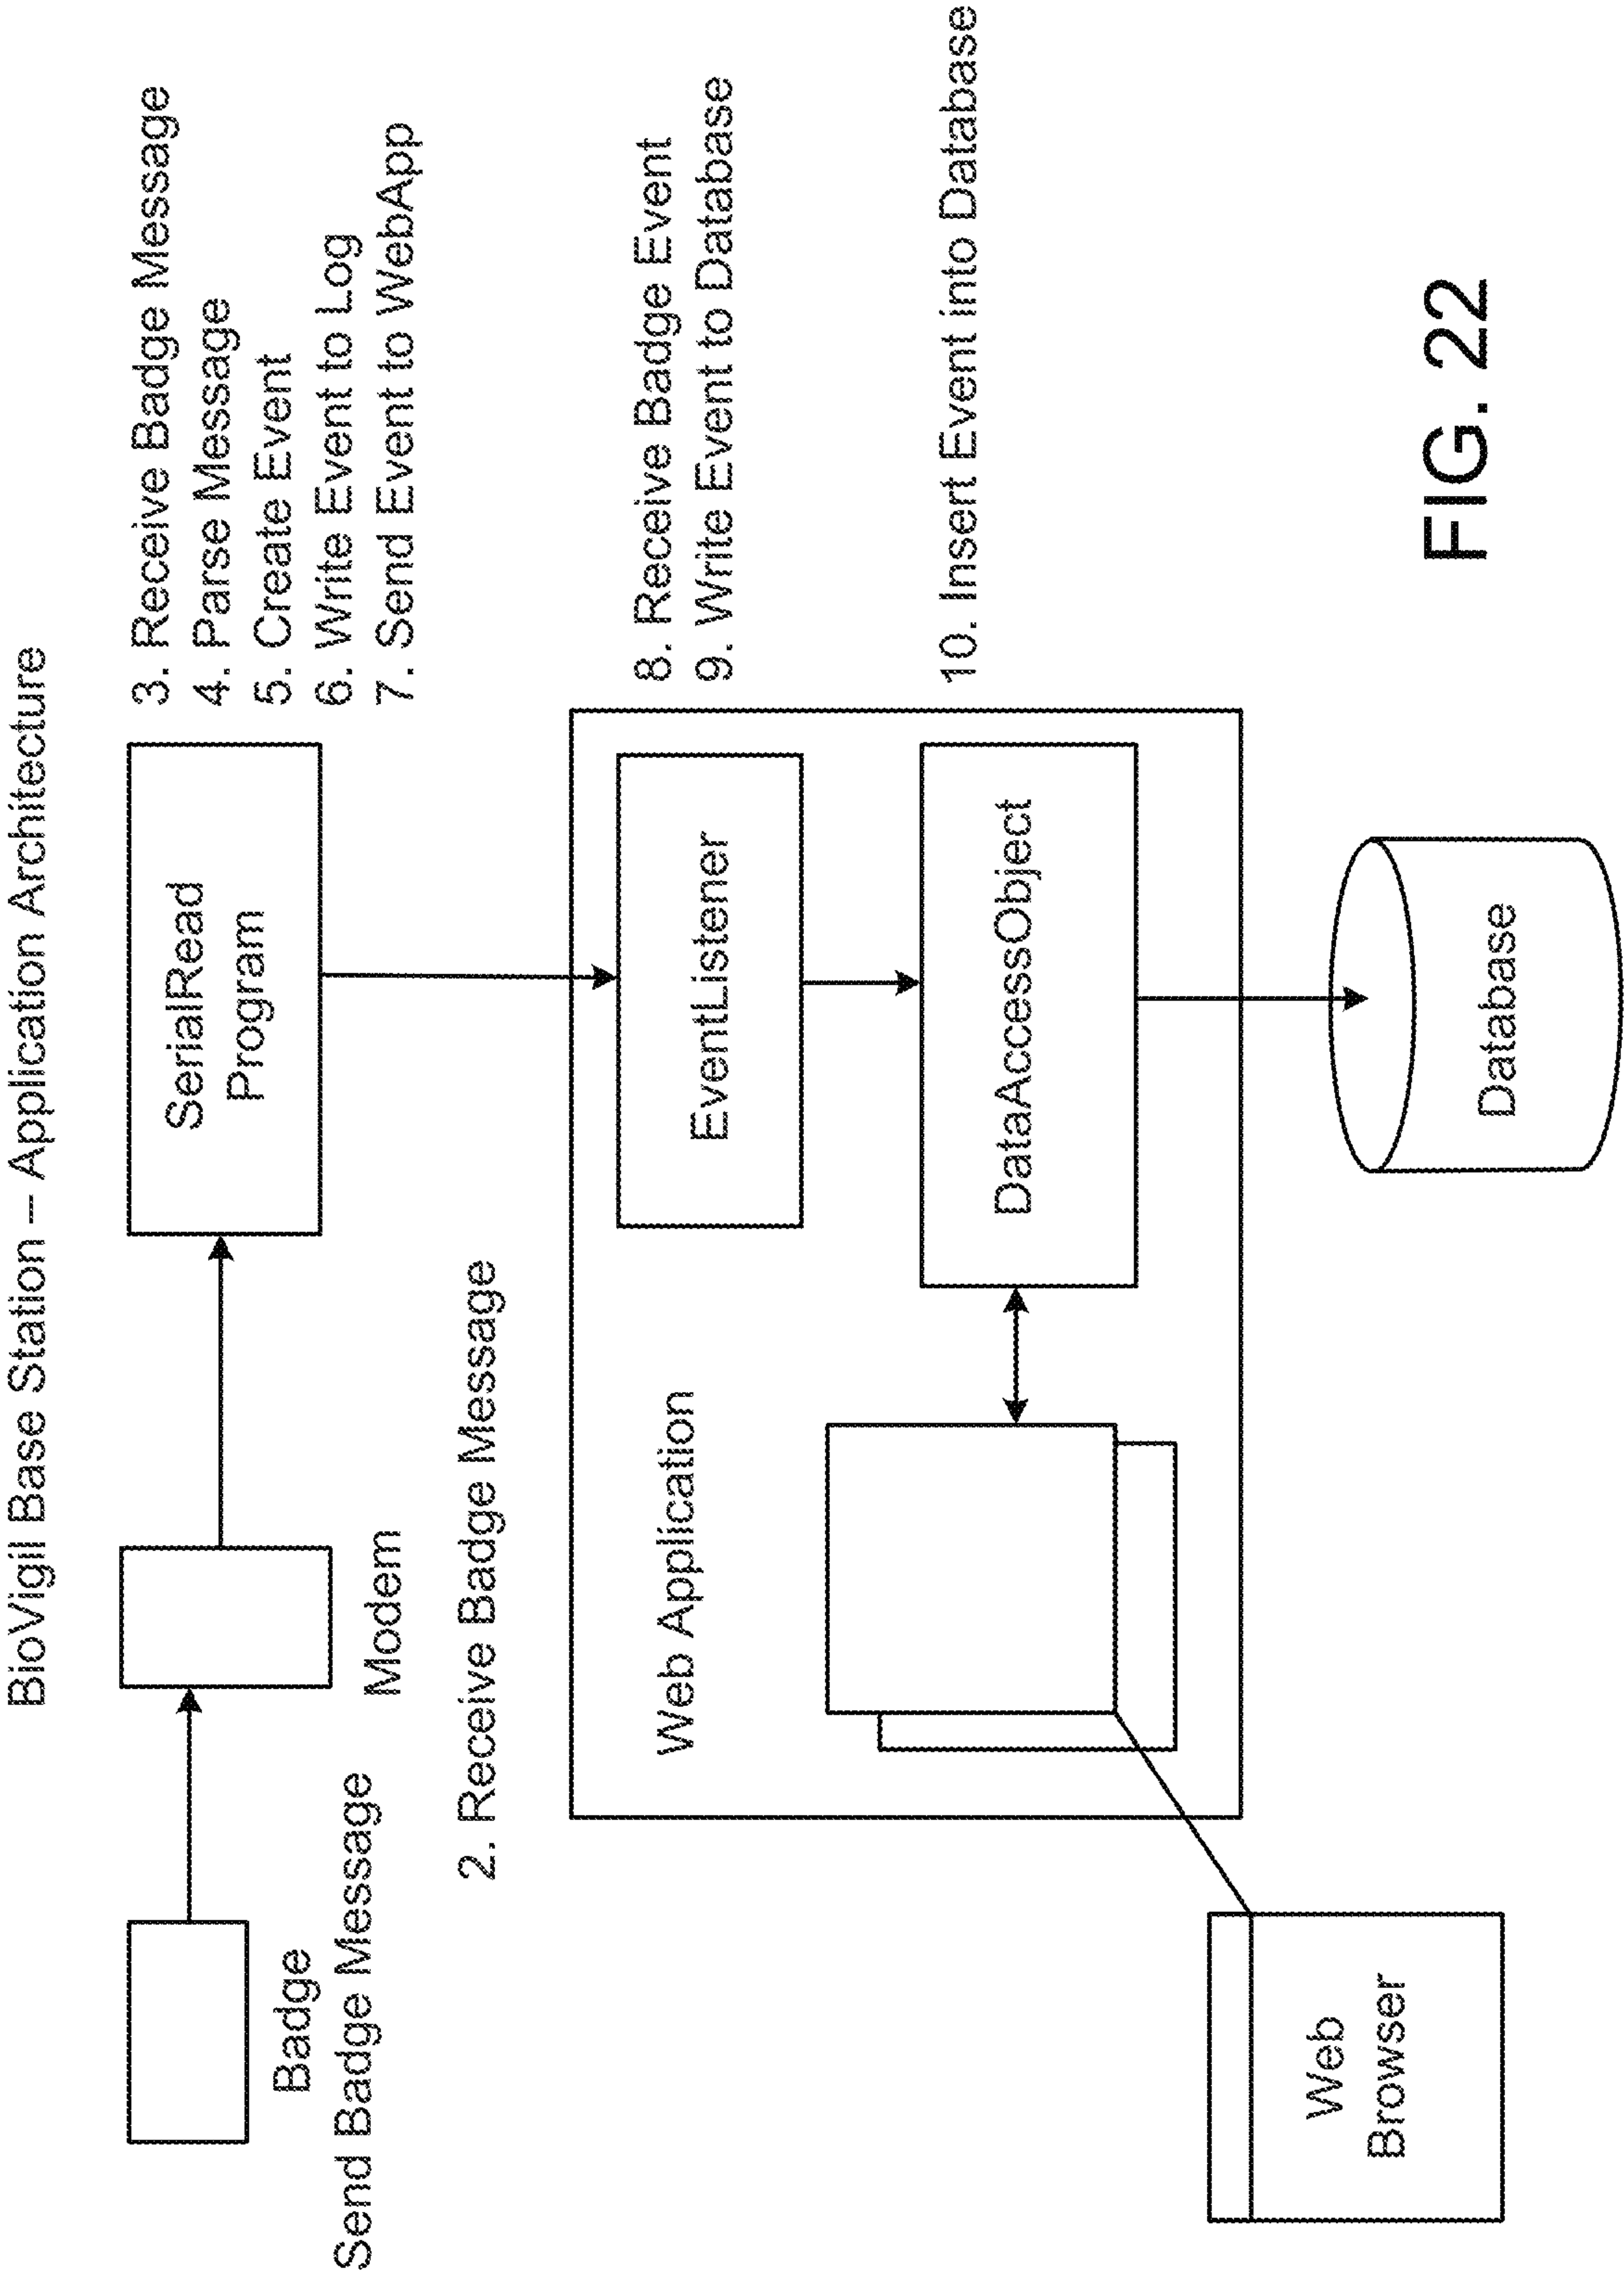 BioVigil Base Station -- Application Architecture
Badge
Send Badge Message
Modem
2. Receive Badge Message
SerialRead
Program
3. Receive Badge Message
4. Parse Message
5. Create Event
6. Write Event to Log
7. Send Event to WebApp
Web Application
EventListener
8. Receive Badge Event
9. Write Event to Database
DataAccessObject
10. Insert Event into Database
Web
Browser
Database
FIG. 22